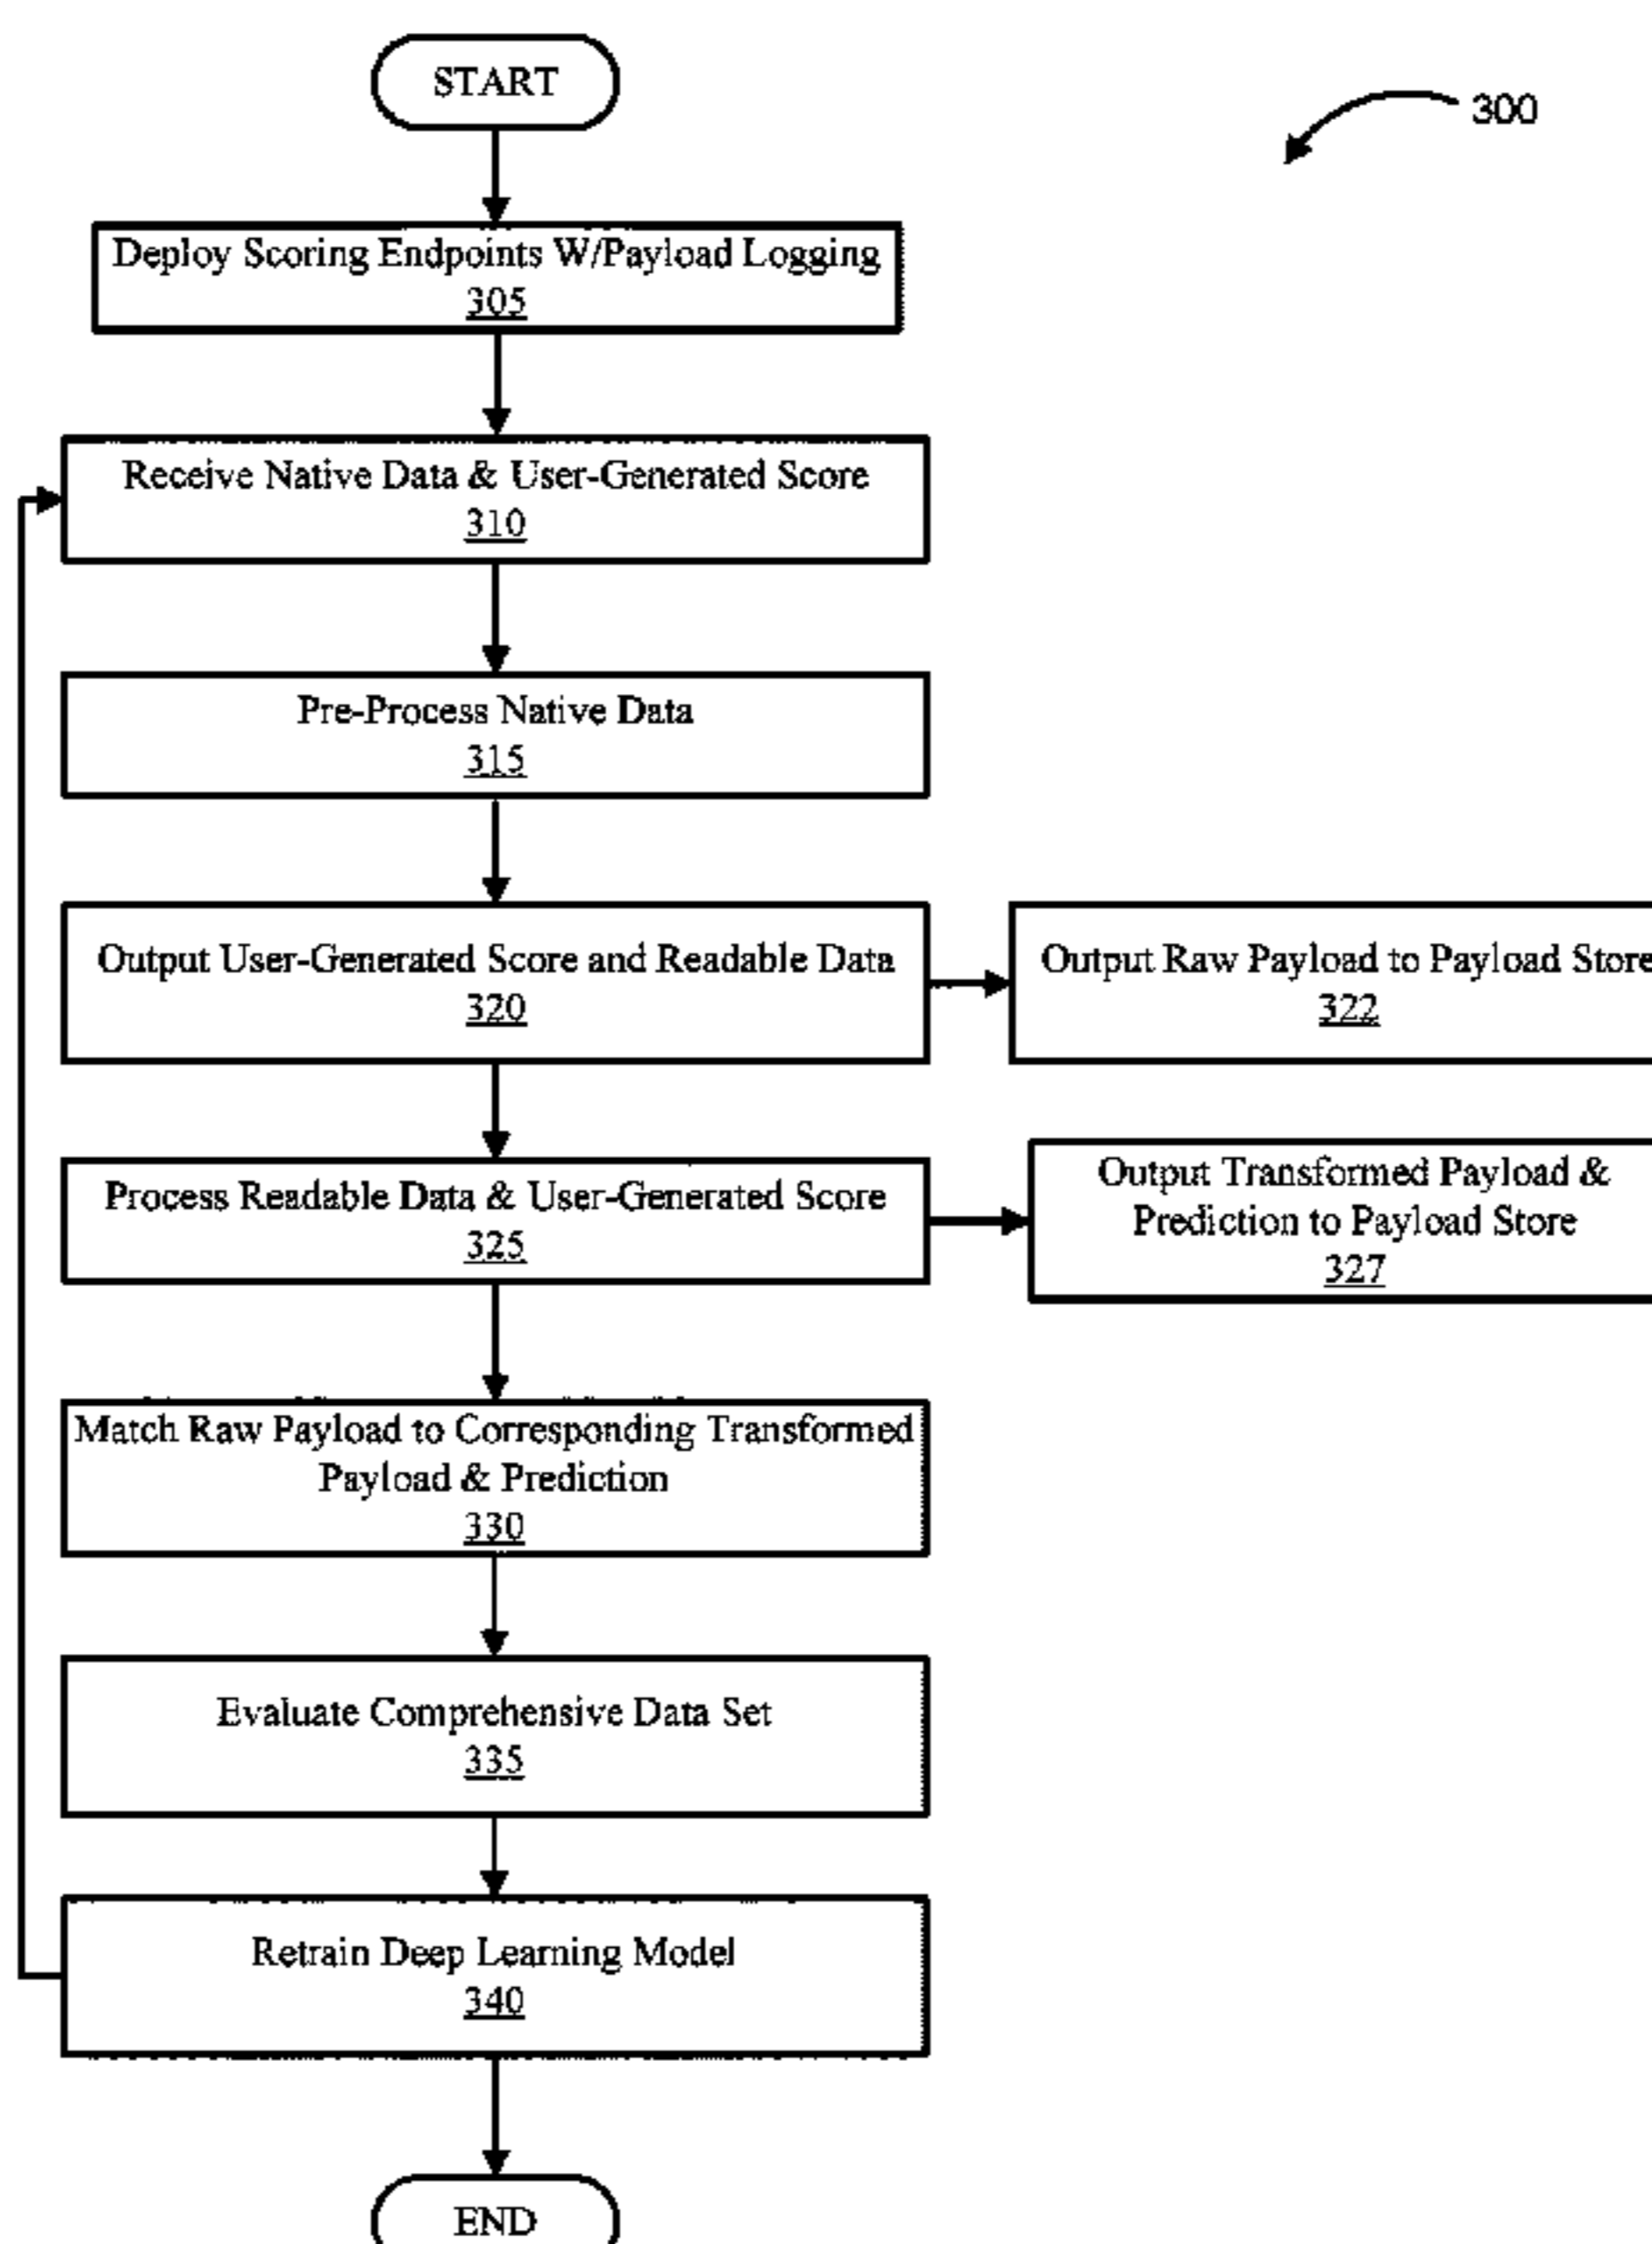 START
300
Deploy Scoring Endpoints W/Payload Logging
305
Receive Native Data & User-Generated Score
310
Pre-Process Native Data
315
Output User-Generated Score and Readable Data
320
Output Raw Payload to Payload Store
322
Process Readable Data & User-Generated Score
325
Output Transformed Payload &
Prediction to Payload Store
327
Match Raw Payload to Corresponding Transformed
Payload & Prediction
330
Evaluate Comprehensive Data Set
335
Retrain Deep Learning Model
340
END